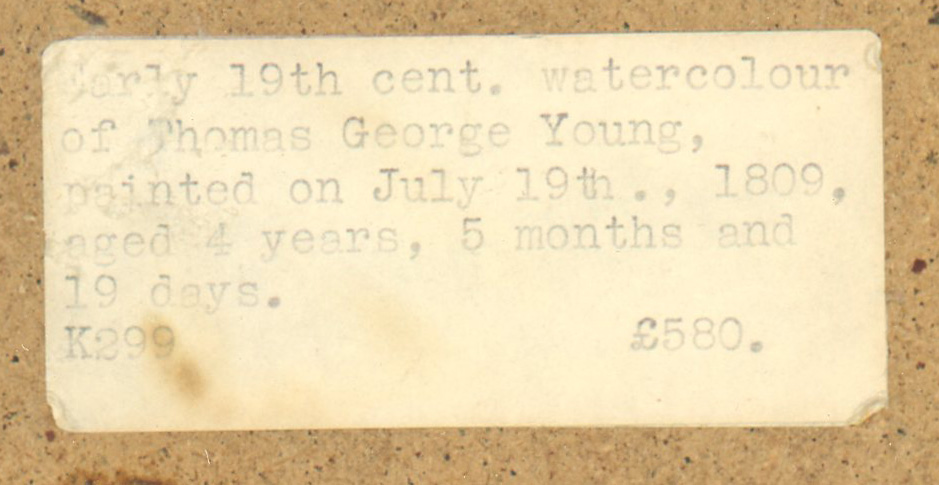 Early 19th cent. watercolour
of Thomas George Young,
painted on July 19th., 1809,
aged 4 years, 5 months and
19 days.
K299 £580.